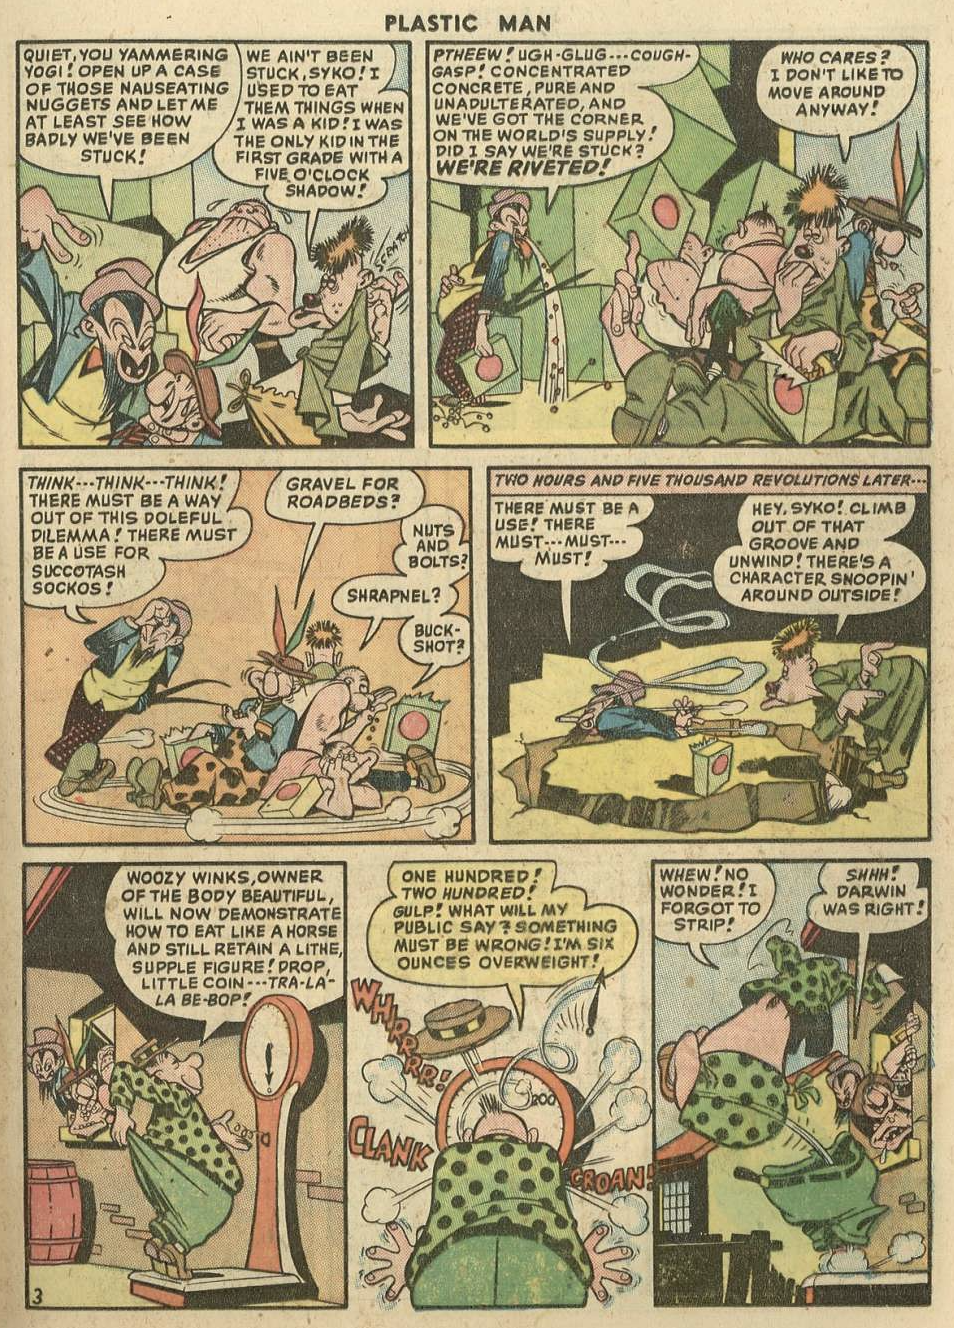 PLASTIC MAN
QUIET, YOU YAMMERING
YOGI! OPEN UP A CASE
OF THOSE NAUSEATING
NUGGETS AND LET ME
AT LEAST SEE HOW
BADLY WE'VE BEEN
STUCK!
WE AIN'T BEEN
STUCK, SYKO! I
USED TO EAT
THEM THINGS WHEN
I WAS A KID! I WAS
THE ONLY KID IN THE
FIRST GRADE WITH A
FIVE O'CLOCK
SHADOW!
PTHEEW! UGH-GLUG---COUGH-
GASP! CONCENTRATED
CONCRETE, PURE AND
UNADULTERATED, AND
WE'VE GOT THE CORNER
ON THE WORLD'S SUPPLY!
DID I SAY WE'RE STUCK?
WE'RE RIVETED!
WHO CARES?
I DON'T LIKE TO
MOVE AROUND
ANYWAY!
THINK---THINK---THINK!
THERE MUST BE A WAY
OUT OF THIS DOLEFUL
DILEMMA! THERE MUST
BE A USE FOR
SUCCOTASH
SOCKOS!
GRAVEL FOR
ROADBEDS?
NUTS
AND
BOLTS?
SHRAPNEL?
BUCK-
SHOT?
TWO HOURS AND FIVE THOUSAND REVOLUTIONS LATER---
THERE MUST BE A
USE! THERE
MUST---MUST---
MUST!
HEY, SYKO! CLIMB
OUT OF THAT
GROOVE AND
UNWIND! THERE'S A
CHARACTER SNOOPIN'
AROUND OUTSIDE!
WOOZY WINKS, OWNER
OF THE BODY BEAUTIFUL,
WILL NOW DEMONSTRATE
HOW TO EAT LIKE A HORSE
AND STILL RETAIN A LITHE,
SUPPLE FIGURE! DROP,
LITTLE COIN---TRA-LA-
LA BE-BOP!
3
ONE HUNDRED!
TWO HUNDRED!
GULP! WHAT WILL MY
PUBLIC SAY? SOMETHING
MUST BE WRONG! I'M SIX
OUNCES OVERWEIGHT!
WHIRRRRR!
200
CLANK
GROAN!
WHEW! NO
WONDER! I
FORGOT TO
STRIP!
SHHH!
DARWIN
WAS RIGHT!